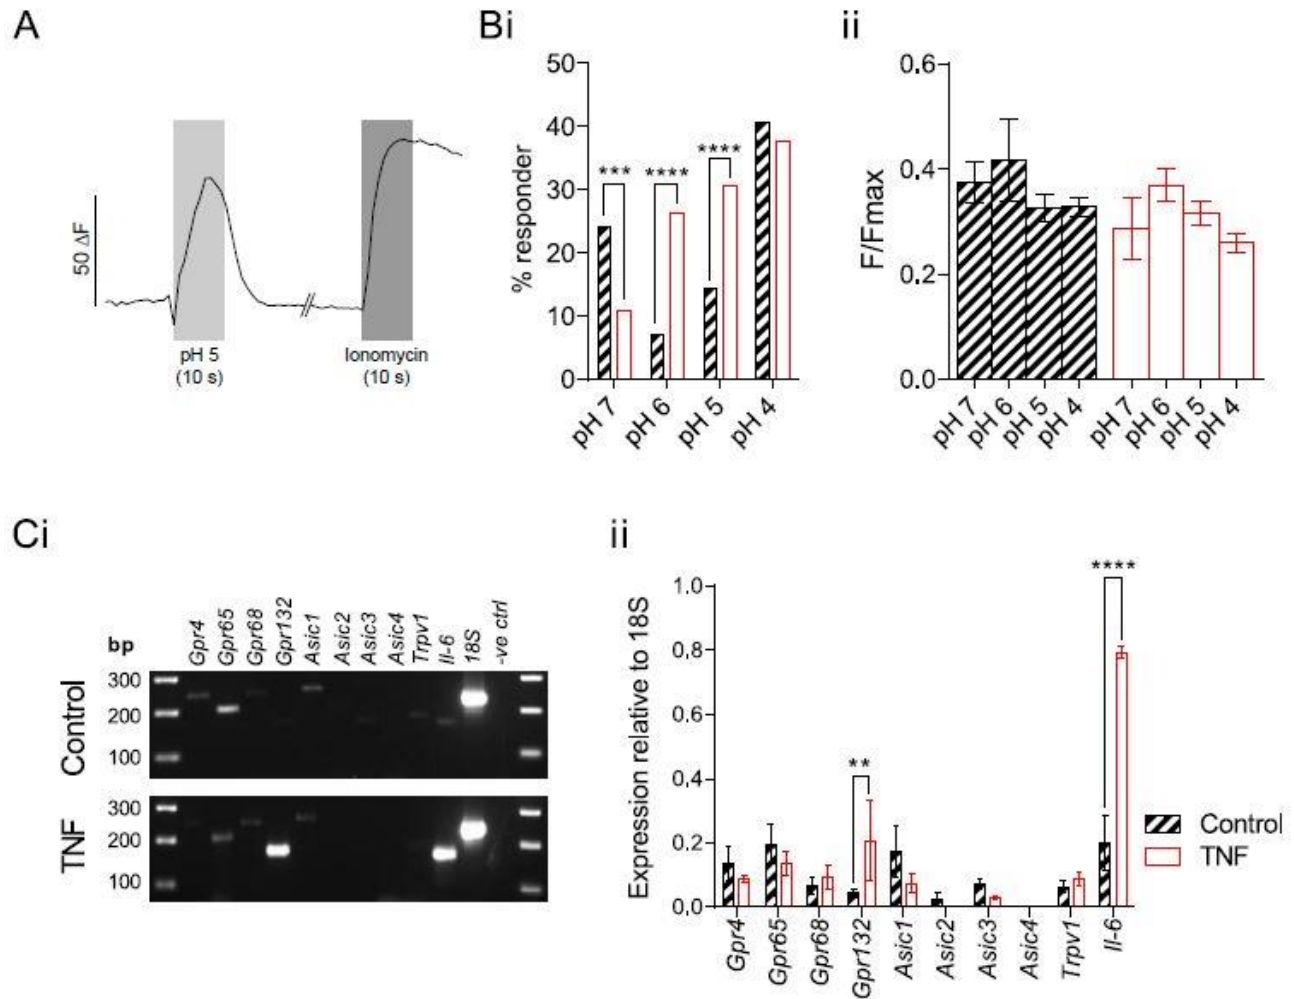 A
50 ΔF
pH 5
(10 s)
Ionomycin
(10 s)
Bi
% responder
50
40
30
20
10
0
***
****
****
pH 7
pH 6
pH 5
pH 4
ii
F/Fmax
0.6
0.4
0.2
0.0
pH 7
pH 6
pH 5
pH 4
pH 7
pH 6
pH 5
pH 4
Ci
bp
Gpr4
Gpr65
Gpr68
Gpr132
Asic1
Asic2
Asic3
Asic4
Trpv1
Il-6
18S
-ve ctrl
Control
300
200
100
TNF
300
200
100
ii
Expression relative to 18S
1.0
0.8
0.6
0.4
0.2
0.0
**
****
Gpr4
Gpr65
Gpr68
Gpr132
Asic1
Asic2
Asic3
Asic4
Trpv1
Il-6
Control
TNF